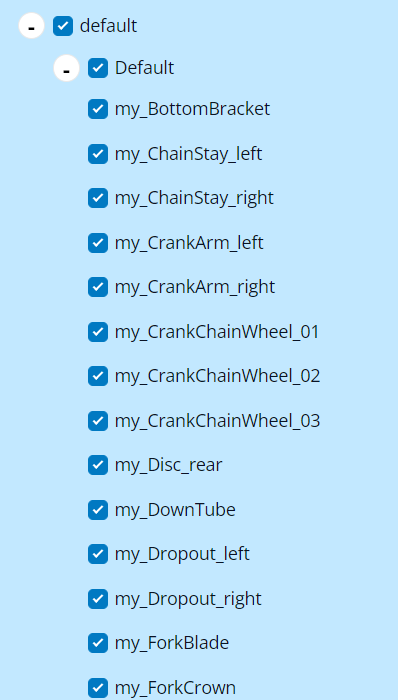 - default
- Default
my_BottomBracket
my_ChainStay_left
my_ChainStay_right
my_CrankArm_left
my_CrankArm_right
my_CrankChainWheel_01
my_CrankChainWheel_02
my_CrankChainWheel_03
my_Disc_rear
my_DownTube
my_Dropout_left
my_Dropout_right
my_ForkBlade
my_ForkCrown